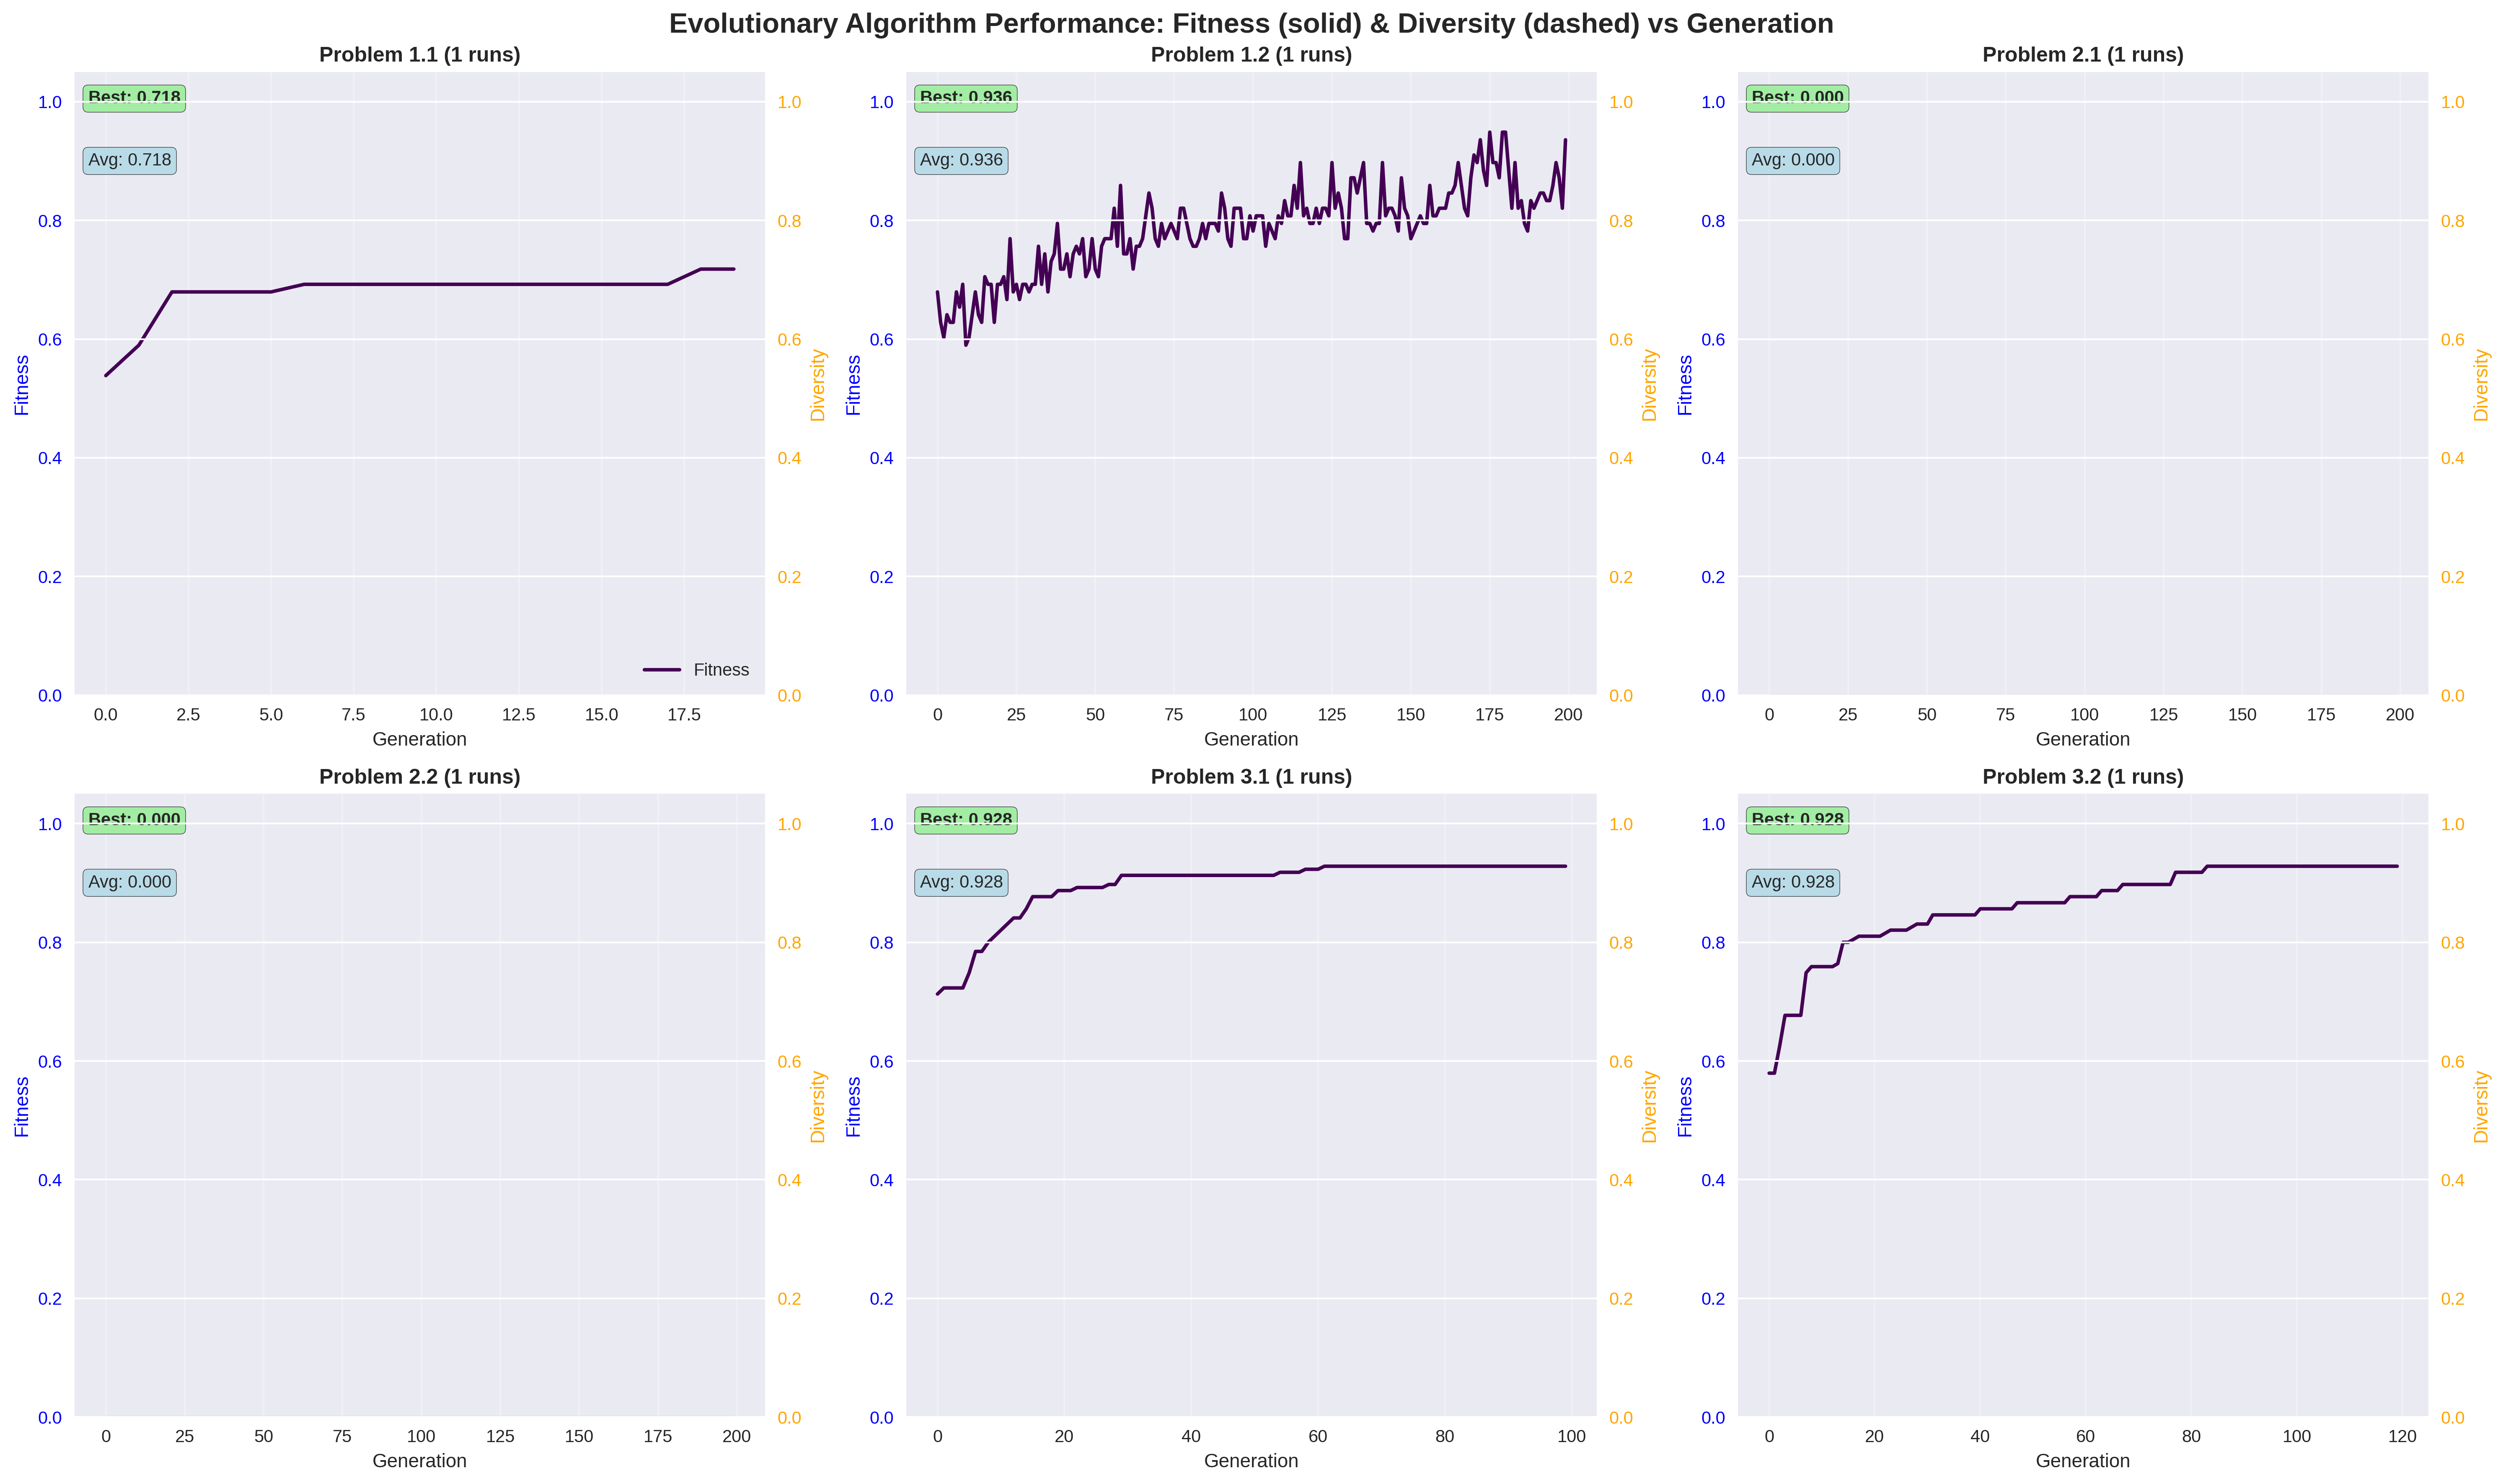 Evolutionary Algorithm Performance: Fitness (solid) & Diversity (dashed) vs Generation
Problem 1.1 (1 runs)
Best: 0.718
Avg: 0.718
Fitness
1.0
0.8
0.6
0.4
0.2
0.0
Diversity
1.0
0.8
0.6
0.4
0.2
0.0
Fitness
0.0 2.5 5.0 7.5 10.0 12.5 15.0 17.5
Generation
Problem 1.2 (1 runs)
Best: 0.936
Avg: 0.936
Fitness
1.0
0.8
0.6
0.4
0.2
0.0
Diversity
1.0
0.8
0.6
0.4
0.2
0.0
0 25 50 75 100 125 150 175 200
Generation
Problem 2.1 (1 runs)
Best: 0.000
Avg: 0.000
Fitness
1.0
0.8
0.6
0.4
0.2
0.0
Diversity
1.0
0.8
0.6
0.4
0.2
0.0
0 25 50 75 100 125 150 175 200
Generation
Problem 2.2 (1 runs)
Best: 0.000
Avg: 0.000
Fitness
1.0
0.8
0.6
0.4
0.2
0.0
Diversity
1.0
0.8
0.6
0.4
0.2
0.0
0 25 50 75 100 125 150 175 200
Generation
Problem 3.1 (1 runs)
Best: 0.928
Avg: 0.928
Fitness
1.0
0.8
0.6
0.4
0.2
0.0
Diversity
1.0
0.8
0.6
0.4
0.2
0.0
0 20 40 60 80 100
Generation
Problem 3.2 (1 runs)
Best: 0.928
Avg: 0.928
Fitness
1.0
0.8
0.6
0.4
0.2
0.0
Diversity
1.0
0.8
0.6
0.4
0.2
0.0
0 20 40 60 80 100 120
Generation